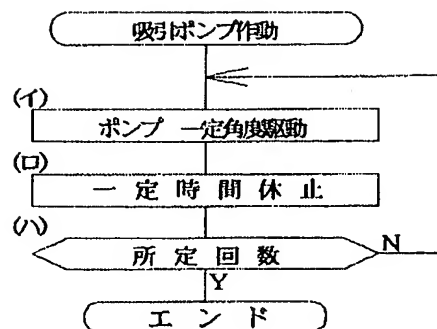 吸引ポンプ作動
(イ)
ポンプ 一定角度駆動
(ロ)
一定時間休止
(ハ)
所定回数
N
Y
エンド